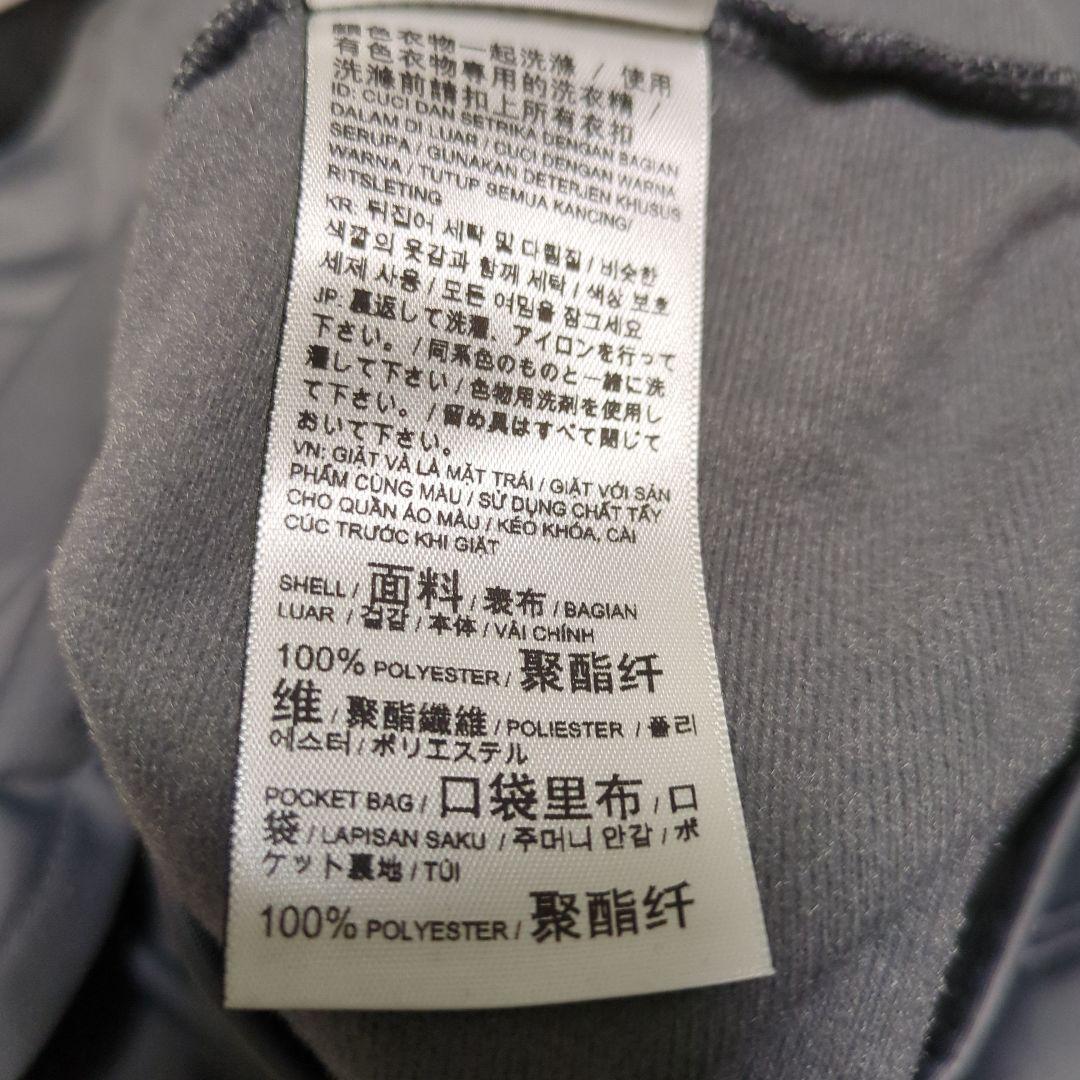 顏色衣物一起洗滌 / 使用
有色衣物專用的洗衣精 /
洗滌前請扣上所有衣扣
ID: CUCI DAN SETRIKA DENGAN BAGIAN
DALAM DI LUAR / CUCI DENGAN WARNA
SERUPA / GUNAKAN DETERJEN KHUSUS
WARNA / TUTUP SEMUA KANCING/
RITSLETING
KR. 뒤집어 세탁 및 다림질 / 비슷한
색깔의 옷감과 함께 세탁 / 색상 보호
세제 사용 / 모든 여밈을 잠그세요
JP. 裏返して洗濯、アイロンを行って
下さい。/ 同系色のものと一緒に洗
濯して下さい / 色物用洗剤を使用し
て下さい。/ 留め具はすべて閉じて
おいて下さい。
VN: GIẶT VÀ LÀ MẶT TRÁI / GIẶT VỚI SẢN
PHẨM CÙNG MÀU / SỬ DỤNG CHẤT TẨY
CHO QUẦN ÁO MÀU / KÉO KHÓA, CÀI
CÚC TRƯỚC KHI GIẶT
SHELL / 面料 / 表布 / BAGIAN
LUAR / 겉감 / 本体 / VẢI CHÍNH
100% POLYESTER / 聚酯纤
维 / 聚酯纖維 / POLIESTER / 폴리
에스터 / ポリエステル
POCKET BAG / 口袋里布 / 口
袋 / LAPISAN SAKU / 주머니 안감 / ポ
ケット裏地 / TÚI
100% POLYESTER / 聚酯纤